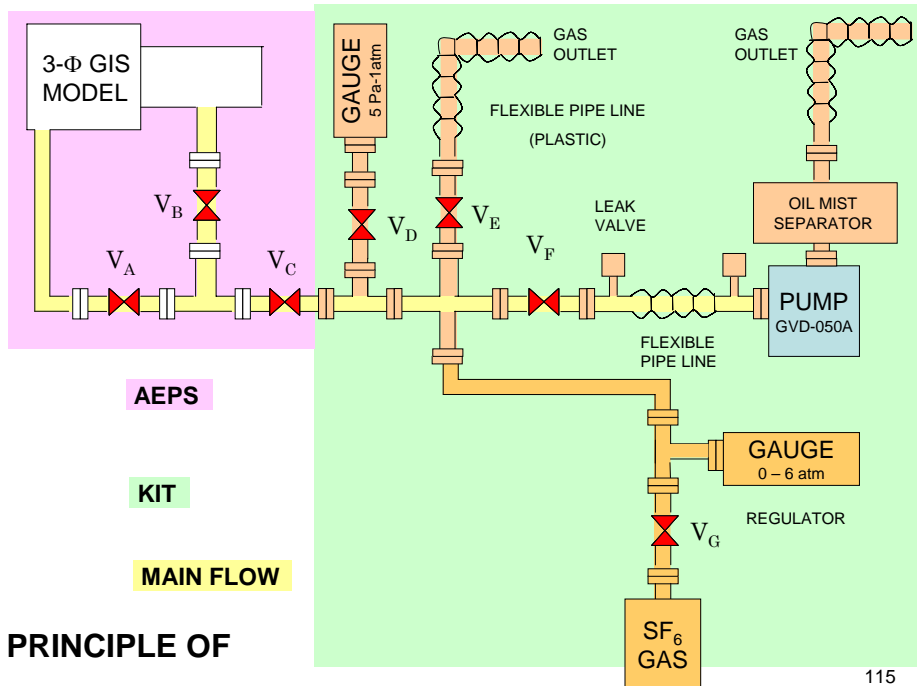 3-Φ GIS
MODEL
GAUGE
5 Pa-1atm
GAS
OUTLET
GAS
OUTLET
FLEXIBLE PIPE LINE
(PLASTIC)
V_B
V_D
V_E
LEAK
VALVE
OIL MIST
SEPARATOR
V_A
V_C
V_F
PUMP
GVD-050A
FLEXIBLE
PIPE LINE
AEPS
GAUGE
0 – 6 atm
KIT
REGULATOR
V_G
MAIN FLOW
SF₆
GAS
PRINCIPLE OF
115